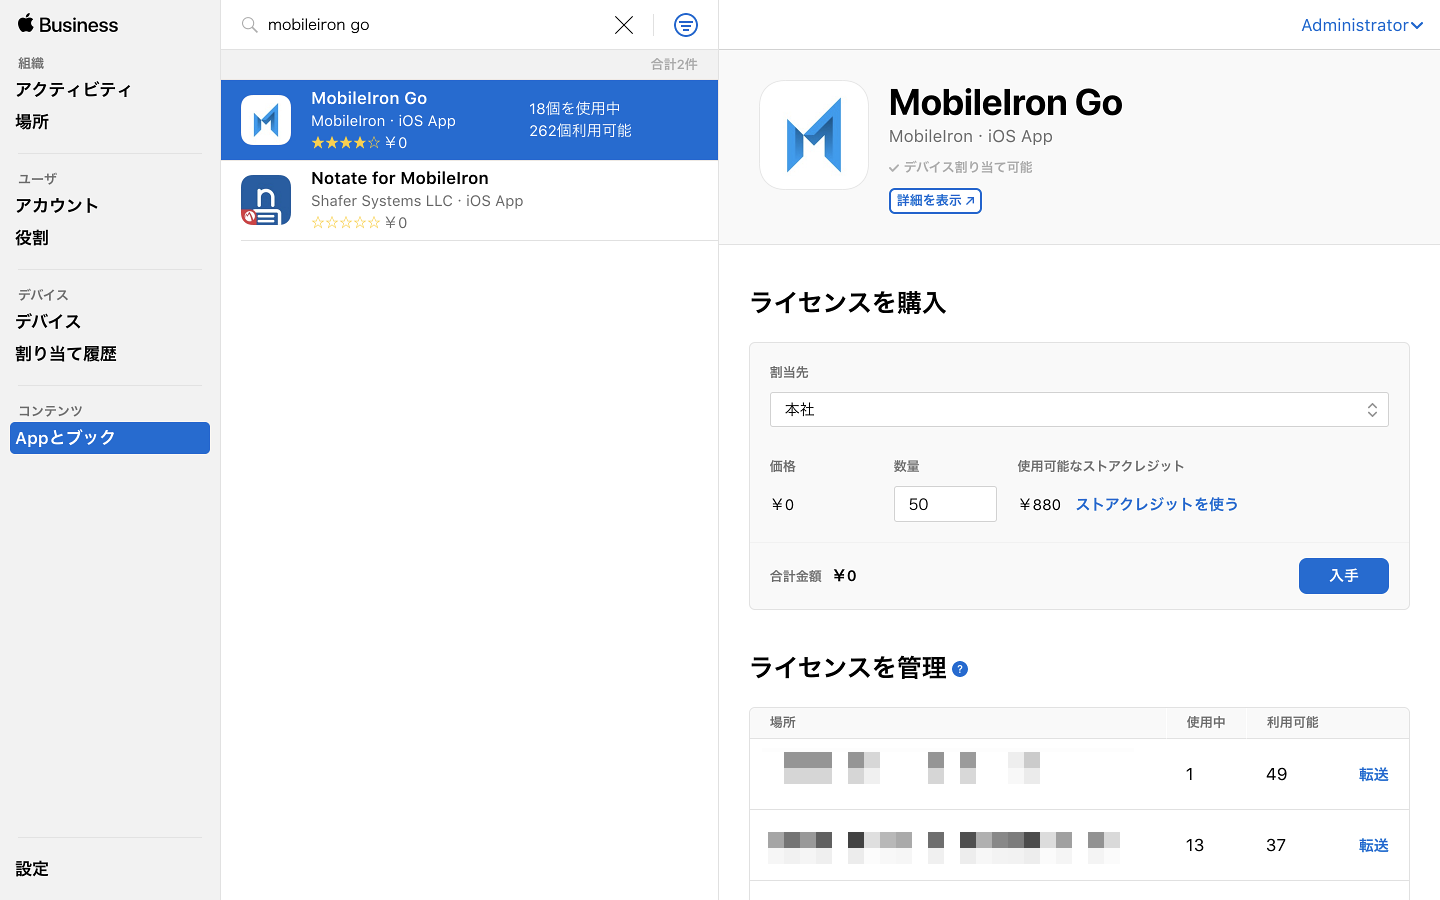 Business
組織
アクティビティ
場所
ユーザ
アカウント
役割
デバイス
デバイス
割り当て履歴
コンテンツ
Appとブック
設定
mobileiron go
合計2件
MobileIron Go
MobileIron · iOS App
★★★★☆ ¥0
18個を使用中
262個利用可能
Notate for MobileIron
Shafer Systems LLC · iOS App
☆☆☆☆☆ ¥0
Administrator
MobileIron Go
MobileIron · iOS App
✓ デバイス割り当て可能
詳細を表示 ↗
ライセンスを購入
割当先
本社
価格 数量 使用可能なストアクレジット
¥0 50 ¥880 ストアクレジットを使う
合計金額 ¥0 入手
ライセンスを管理 ?
場所 使用中 利用可能
1 49 転送
13 37 転送